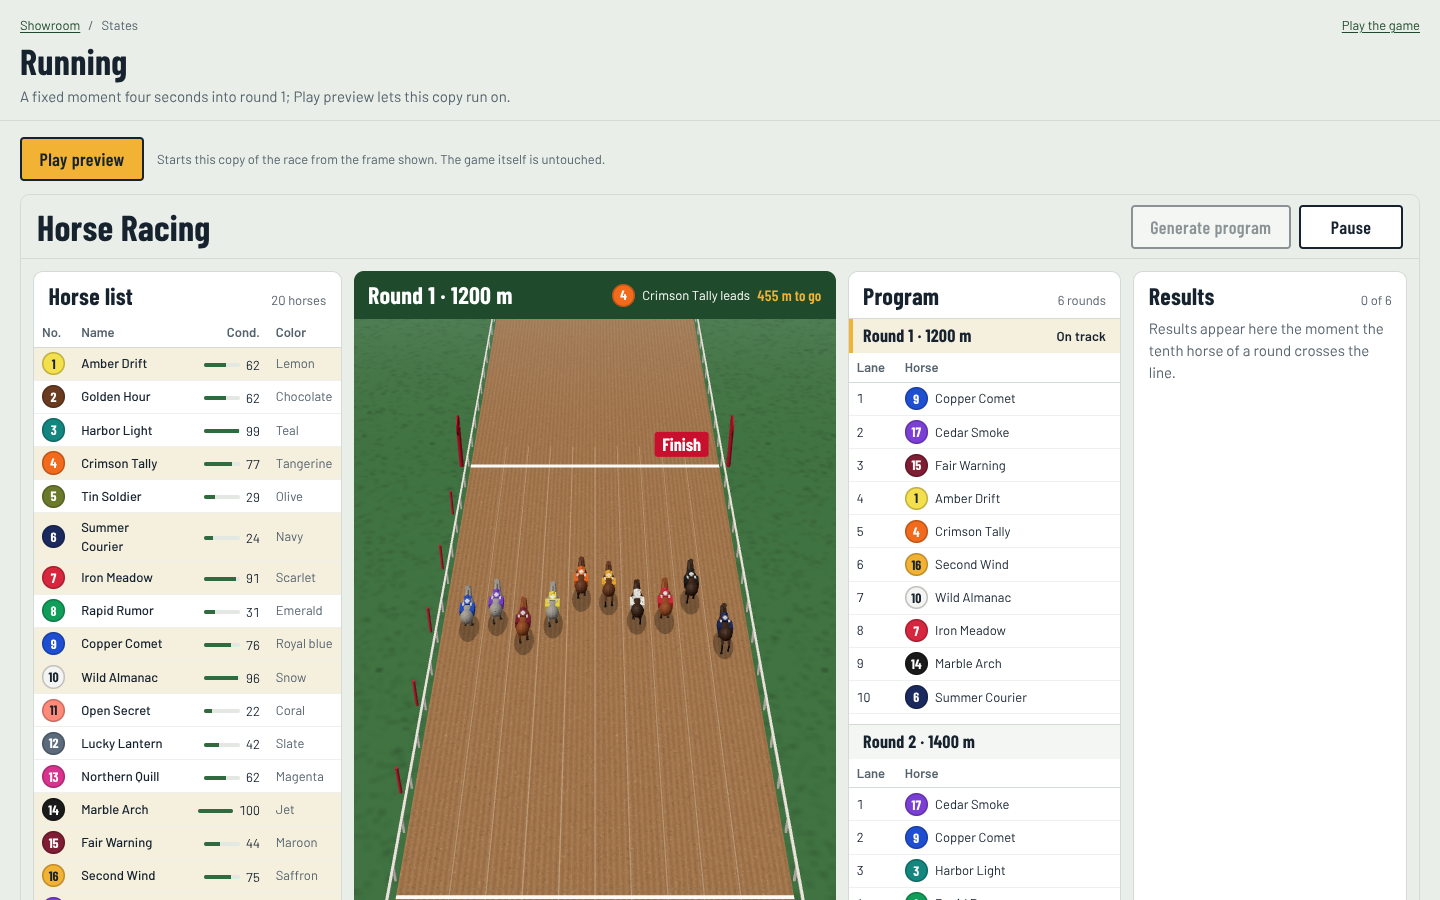 Showroom / States
Play the game
Running
A fixed moment four seconds into round 1; Play preview lets this copy run on.
Play preview
Starts this copy of the race from the frame shown. The game itself is untouched.
Horse Racing
Generate program
Pause
Horse list
20 horses
No. Name Cond. Color
1 Amber Drift 62 Lemon
2 Golden Hour 62 Chocolate
3 Harbor Light 99 Teal
4 Crimson Tally 77 Tangerine
5 Tin Soldier 29 Olive
6 Summer Courier 24 Navy
7 Iron Meadow 91 Scarlet
8 Rapid Rumor 31 Emerald
9 Copper Comet 76 Royal blue
10 Wild Almanac 96 Snow
11 Open Secret 22 Coral
12 Lucky Lantern 42 Slate
13 Northern Quill 62 Magenta
14 Marble Arch 100 Jet
15 Fair Warning 44 Maroon
16 Second Wind 75 Saffron
Round 1 · 1200 m
4 Crimson Tally leads 455 m to go
Finish
Program
6 rounds
Round 1 · 1200 m On track
Lane Horse
1 9 Copper Comet
2 17 Cedar Smoke
3 15 Fair Warning
4 1 Amber Drift
5 4 Crimson Tally
6 16 Second Wind
7 10 Wild Almanac
8 7 Iron Meadow
9 14 Marble Arch
10 6 Summer Courier
Round 2 · 1400 m
Lane Horse
1 17 Cedar Smoke
2 9 Copper Comet
3 3 Harbor Light
Results
0 of 6
Results appear here the moment the
tenth horse of a round crosses the
line.